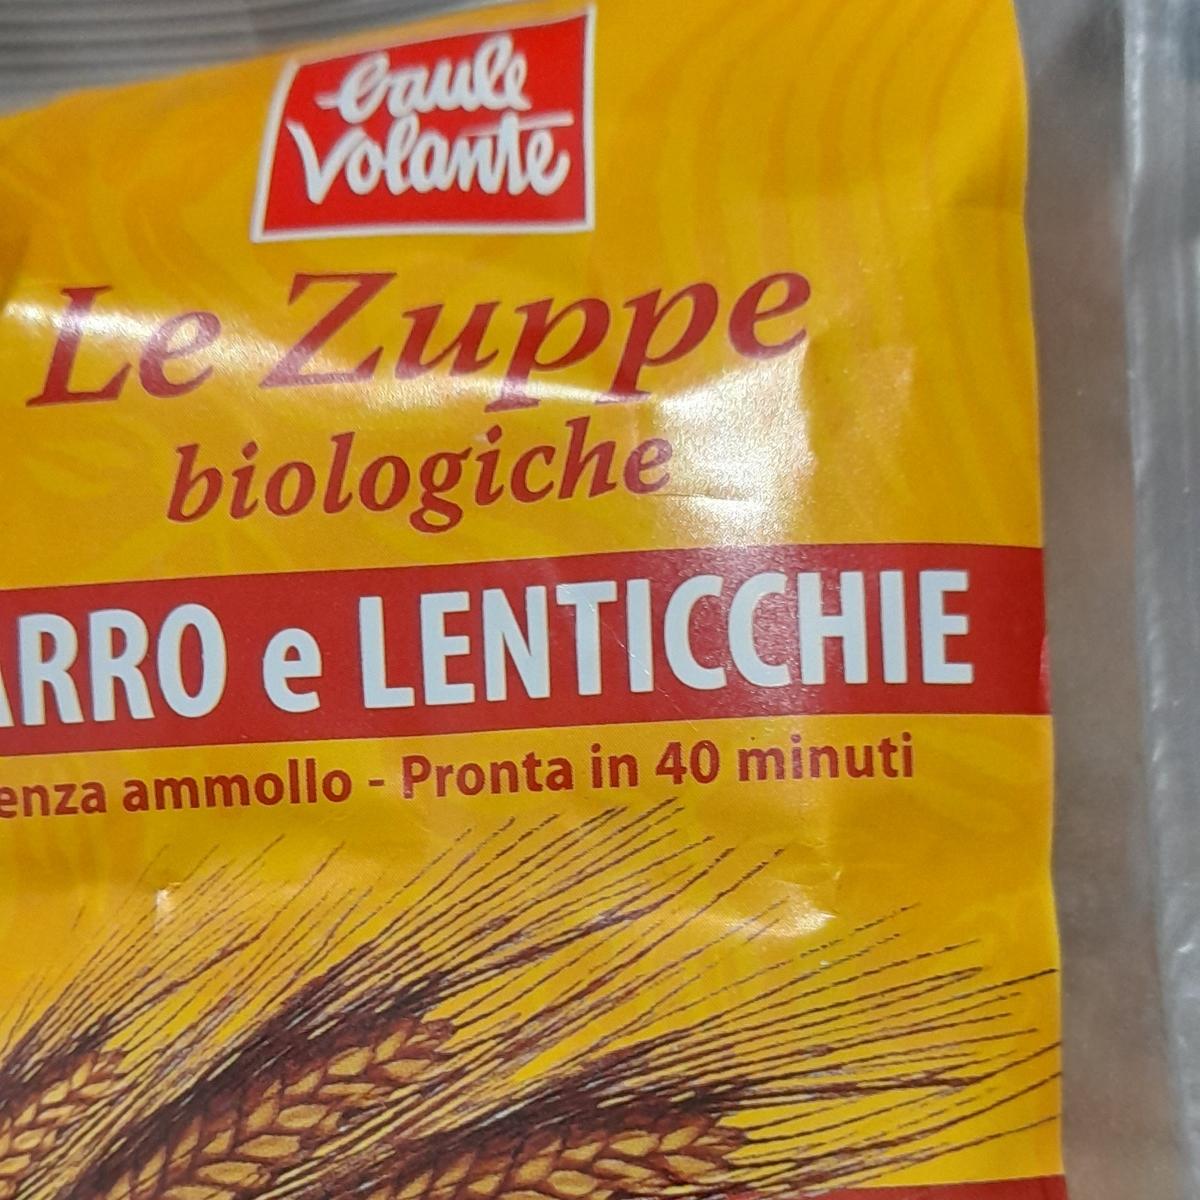 baule
volante
Le Zuppe
biologiche
ARRO e LENTICCHIE
enza ammollo - Pronta in 40 minuti